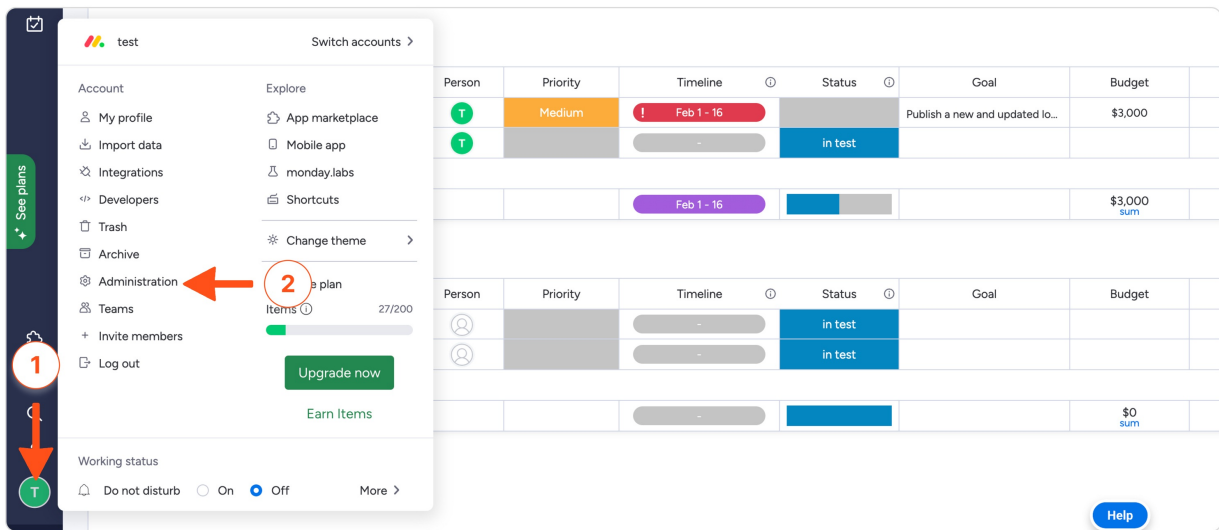 test
Switch accounts >
Account
My profile
Import data
Integrations
Developers
Trash
Archive
Administration
Teams
+ Invite members
Log out
Explore
App marketplace
Mobile app
monday.labs
Shortcuts
Change theme >
2
e plan
Items
27/200
Upgrade now
Earn Items
Working status
Do not disturb On Off More >
See plans
1
T
Person Priority Timeline Status Goal Budget
T Medium ! Feb 1 - 16 Publish a new and updated lo... $3,000
T - in test
Feb 1 - 16 $3,000
sum
Person Priority Timeline Status Goal Budget
- in test
- in test
- $0
sum
Help